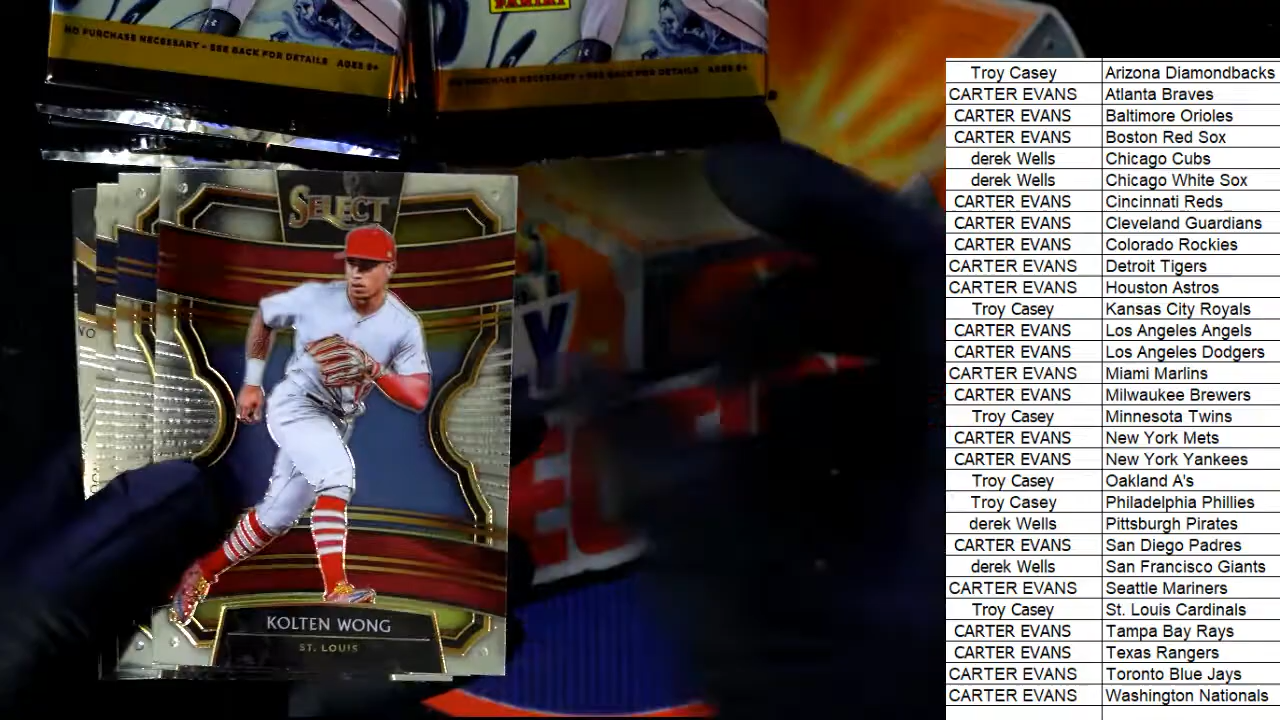 NO PURCHASE NECESSARY • SEE BACK FOR DETAILS AGES 9+
PANINI
NO PURCHASE NECESSARY • SEE BACK FOR DETAILS AGES 9+
SELECT
KOLTEN WONG
ST. LOUIS
Troy Casey Arizona Diamondbacks
CARTER EVANS Atlanta Braves
CARTER EVANS Baltimore Orioles
CARTER EVANS Boston Red Sox
derek Wells Chicago Cubs
derek Wells Chicago White Sox
CARTER EVANS Cincinnati Reds
CARTER EVANS Cleveland Guardians
CARTER EVANS Colorado Rockies
CARTER EVANS Detroit Tigers
CARTER EVANS Houston Astros
Troy Casey Kansas City Royals
CARTER EVANS Los Angeles Angels
CARTER EVANS Los Angeles Dodgers
CARTER EVANS Miami Marlins
CARTER EVANS Milwaukee Brewers
Troy Casey Minnesota Twins
CARTER EVANS New York Mets
CARTER EVANS New York Yankees
Troy Casey Oakland A's
Troy Casey Philadelphia Phillies
derek Wells Pittsburgh Pirates
CARTER EVANS San Diego Padres
derek Wells San Francisco Giants
CARTER EVANS Seattle Mariners
Troy Casey St. Louis Cardinals
CARTER EVANS Tampa Bay Rays
CARTER EVANS Texas Rangers
CARTER EVANS Toronto Blue Jays
CARTER EVANS Washington Nationals